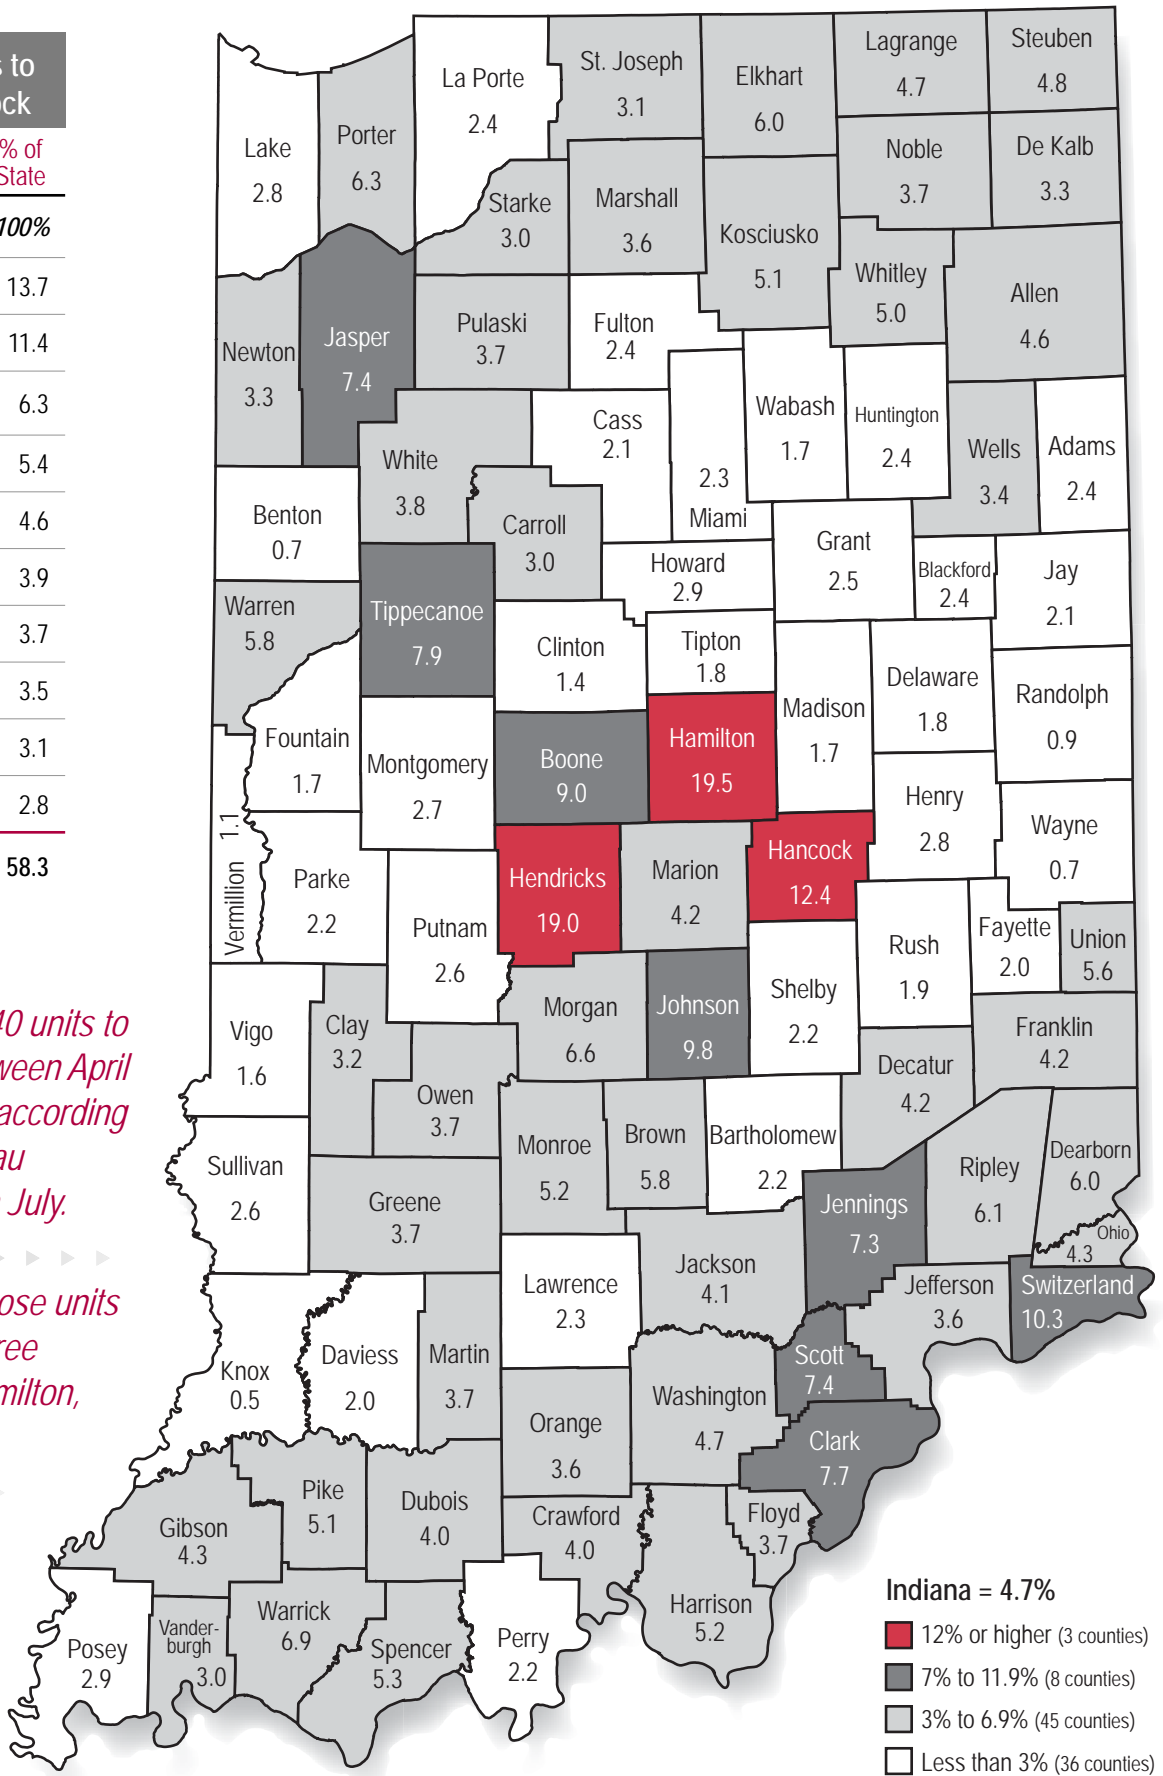 s to
ock
% of
State
100%
13.7
11.4
6.3
5.4
4.6
3.9
3.7
3.5
3.1
2.8
58.3
40 units to
ween April
according
au
July.
ose units
ree
milton,
La Porte
2.4
St. Joseph
3.1
Elkhart
6.0
Lagrange
4.7
Steuben
4.8
Lake
2.8
Porter
6.3
Starke
3.0
Marshall
3.6
Noble
3.7
De Kalb
3.3
Kosciusko
5.1
Whitley
5.0
Allen
4.6
Newton
3.3
Jasper
7.4
Pulaski
3.7
Fulton
2.4
White
3.8
Cass
2.1
2.3
Miami
Wabash
1.7
Huntington
2.4
Wells
3.4
Adams
2.4
Benton
0.7
Carroll
3.0
Howard
2.9
Grant
2.5
Blackford
2.4
Jay
2.1
Warren
5.8
Tippecanoe
7.9
Clinton
1.4
Tipton
1.8
Madison
1.7
Delaware
1.8
Randolph
0.9
Fountain
1.7
Montgomery
2.7
Boone
9.0
Hamilton
19.5
Henry
2.8
Wayne
0.7
Vermillion 1.1
Parke
2.2
Putnam
2.6
Hendricks
19.0
Marion
4.2
Hancock
12.4
Rush
1.9
Fayette
2.0
Union
5.6
Vigo
1.6
Clay
3.2
Owen
3.7
Morgan
6.6
Johnson
9.8
Shelby
2.2
Decatur
4.2
Franklin
4.2
Sullivan
2.6
Greene
3.7
Monroe
5.2
Brown
5.8
Bartholomew
2.2
Jennings
7.3
Ripley
6.1
Dearborn
6.0
Ohio
4.3
Knox
0.5
Daviess
2.0
Martin
3.7
Lawrence
2.3
Jackson
4.1
Jefferson
3.6
Switzerland
10.3
Scott
7.4
Orange
3.6
Washington
4.7
Clark
7.7
Gibson
4.3
Pike
5.1
Dubois
4.0
Crawford
4.0
Floyd
3.7
Harrison
5.2
Posey
2.9
Vander-
burgh
3.0
Warrick
6.9
Spencer
5.3
Perry
2.2
Indiana = 4.7%
12% or higher (3 counties)
7% to 11.9% (8 counties)
3% to 6.9% (45 counties)
Less than 3% (36 counties)